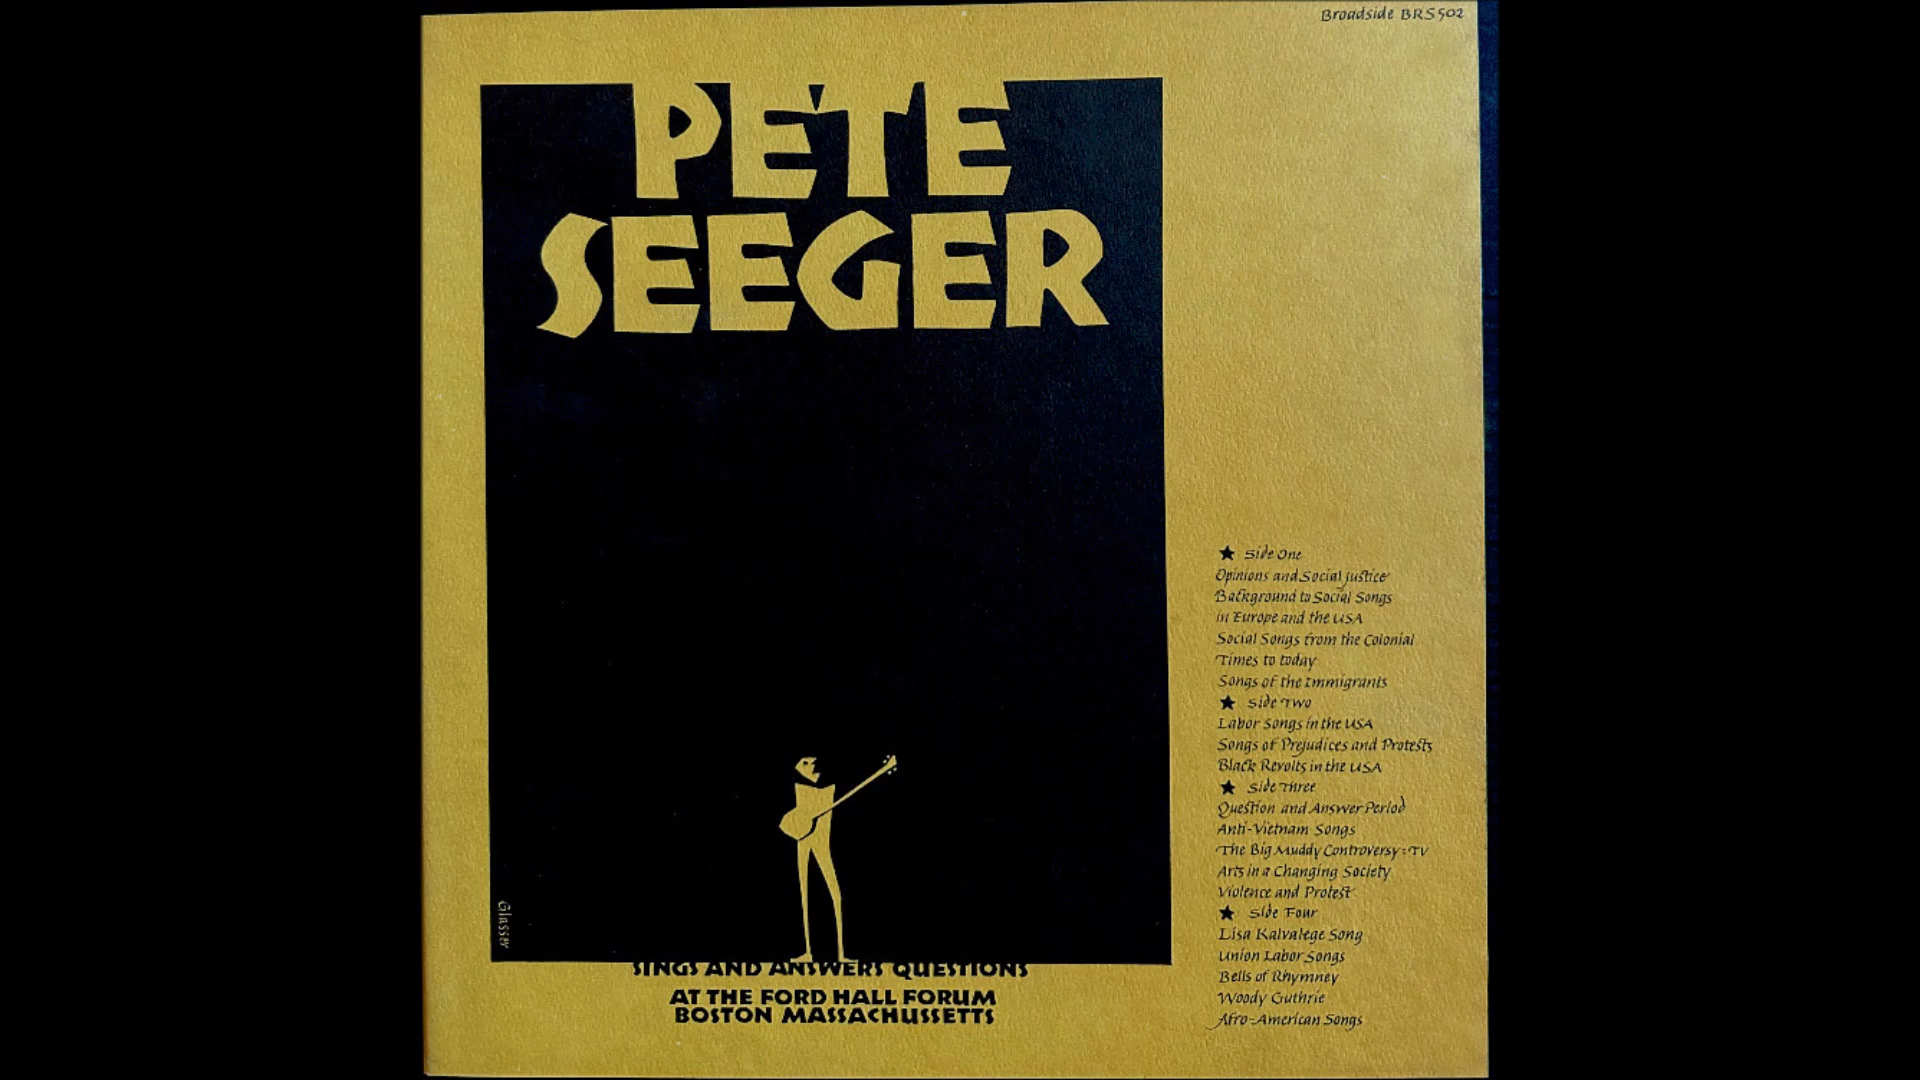 Broadside BRS502
PETE
SEEGER
Glasser
SINGS AND ANSWERS QUESTIONS
AT THE FORD HALL FORUM
BOSTON MASSACHUSSETTS
★ Side One
Opinions and Social Justice
Background to Social Songs
in Europe and the USA
Social Songs from the Colonial
Times to today
Songs of the Immigrants
★ Side Two
Labor Songs in the USA
Songs of Prejudices and Protests
Black Revolts in the USA
★ Side Three
Question and Answer Period
Anti-Vietnam Songs
The Big Muddy Controversy: TV
Arts in a Changing Society
Violence and Protest
★ Side Four
Lisa Kalvalege Song
Union Labor Songs
Bells of Rhymney
Woody Guthrie
Afro-American Songs